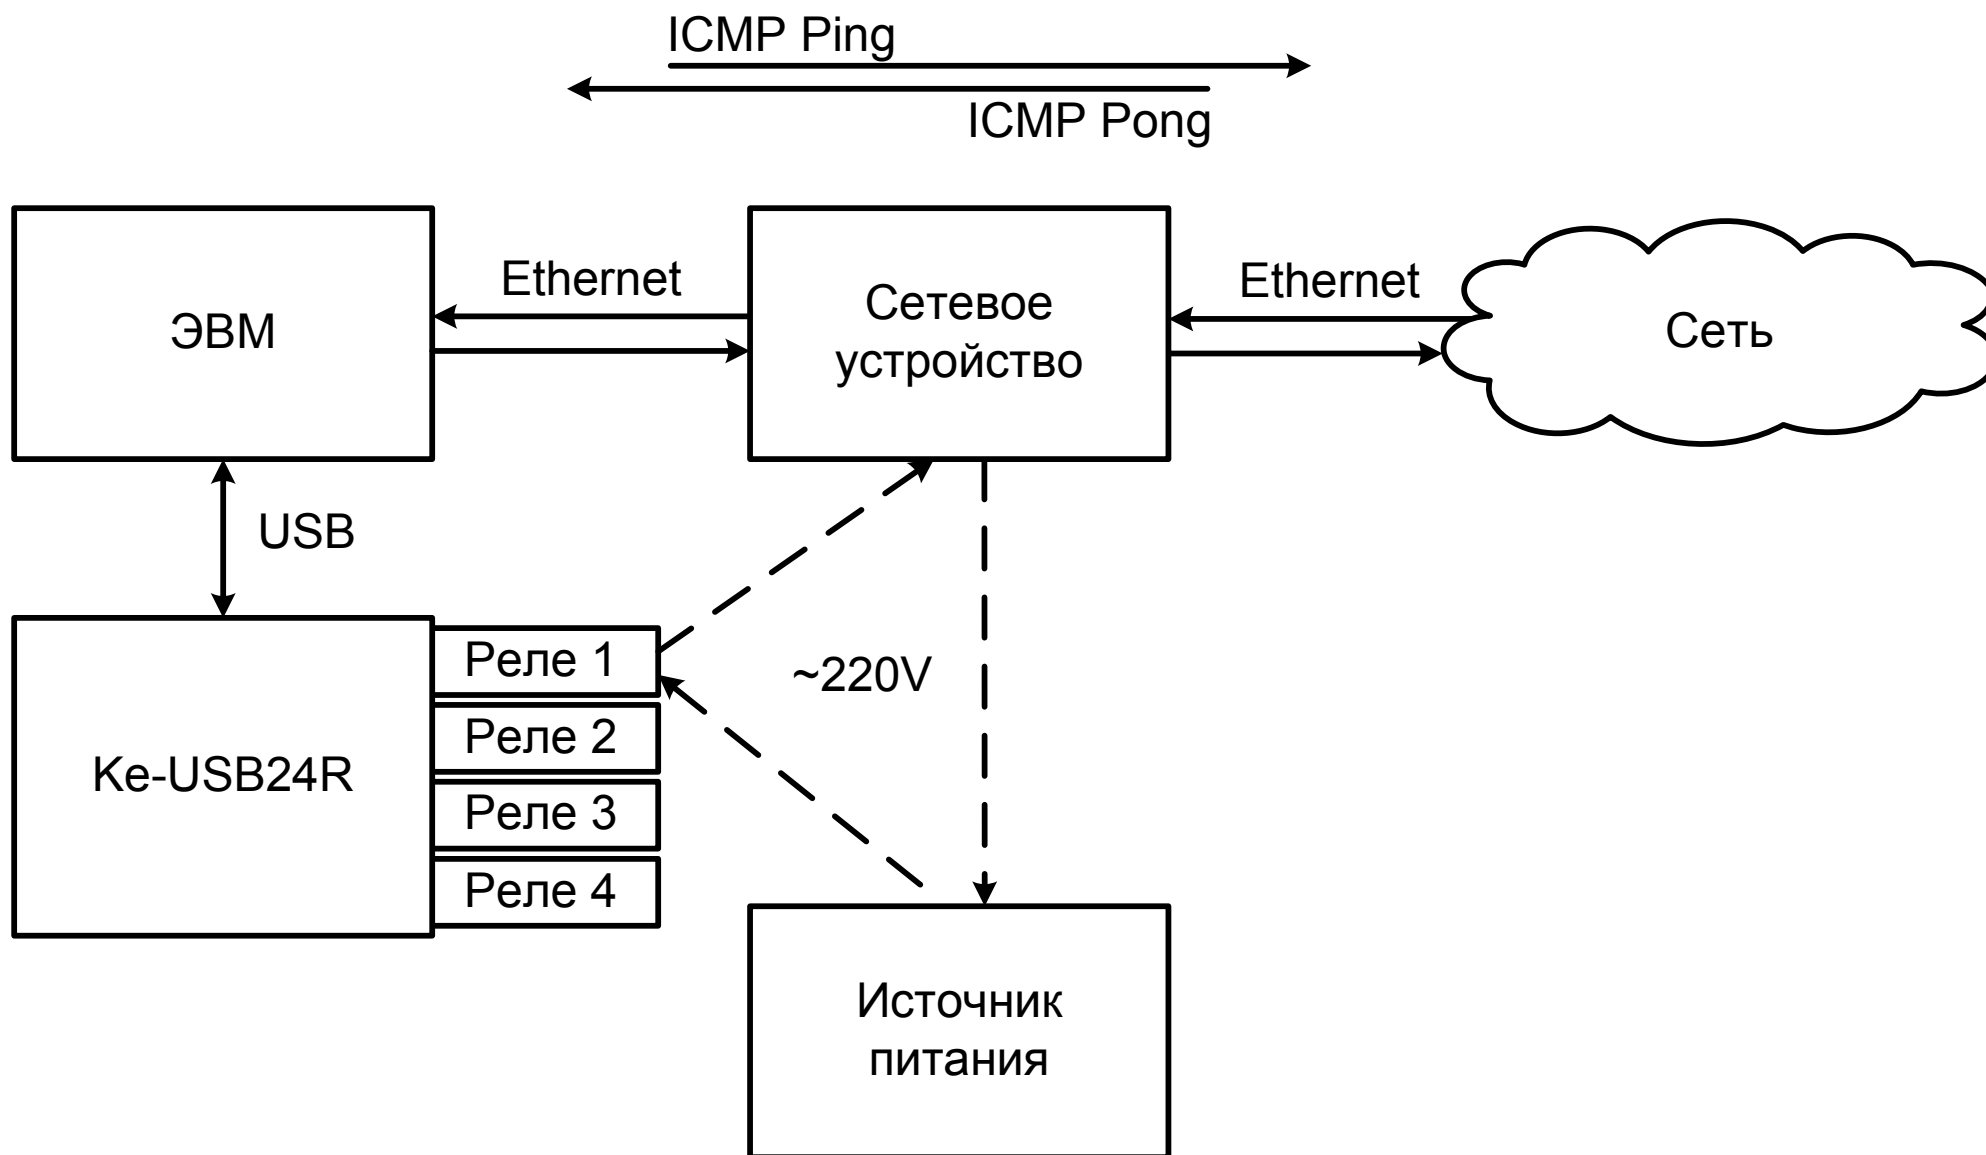 ICMP Ping
ICMP Pong
ЭВМ
Ethernet
Сетевое
устройство
Ethernet
Сеть
USB
Ke-USB24R
Реле 1
Реле 2
Реле 3
Реле 4
~220V
Источник
питания